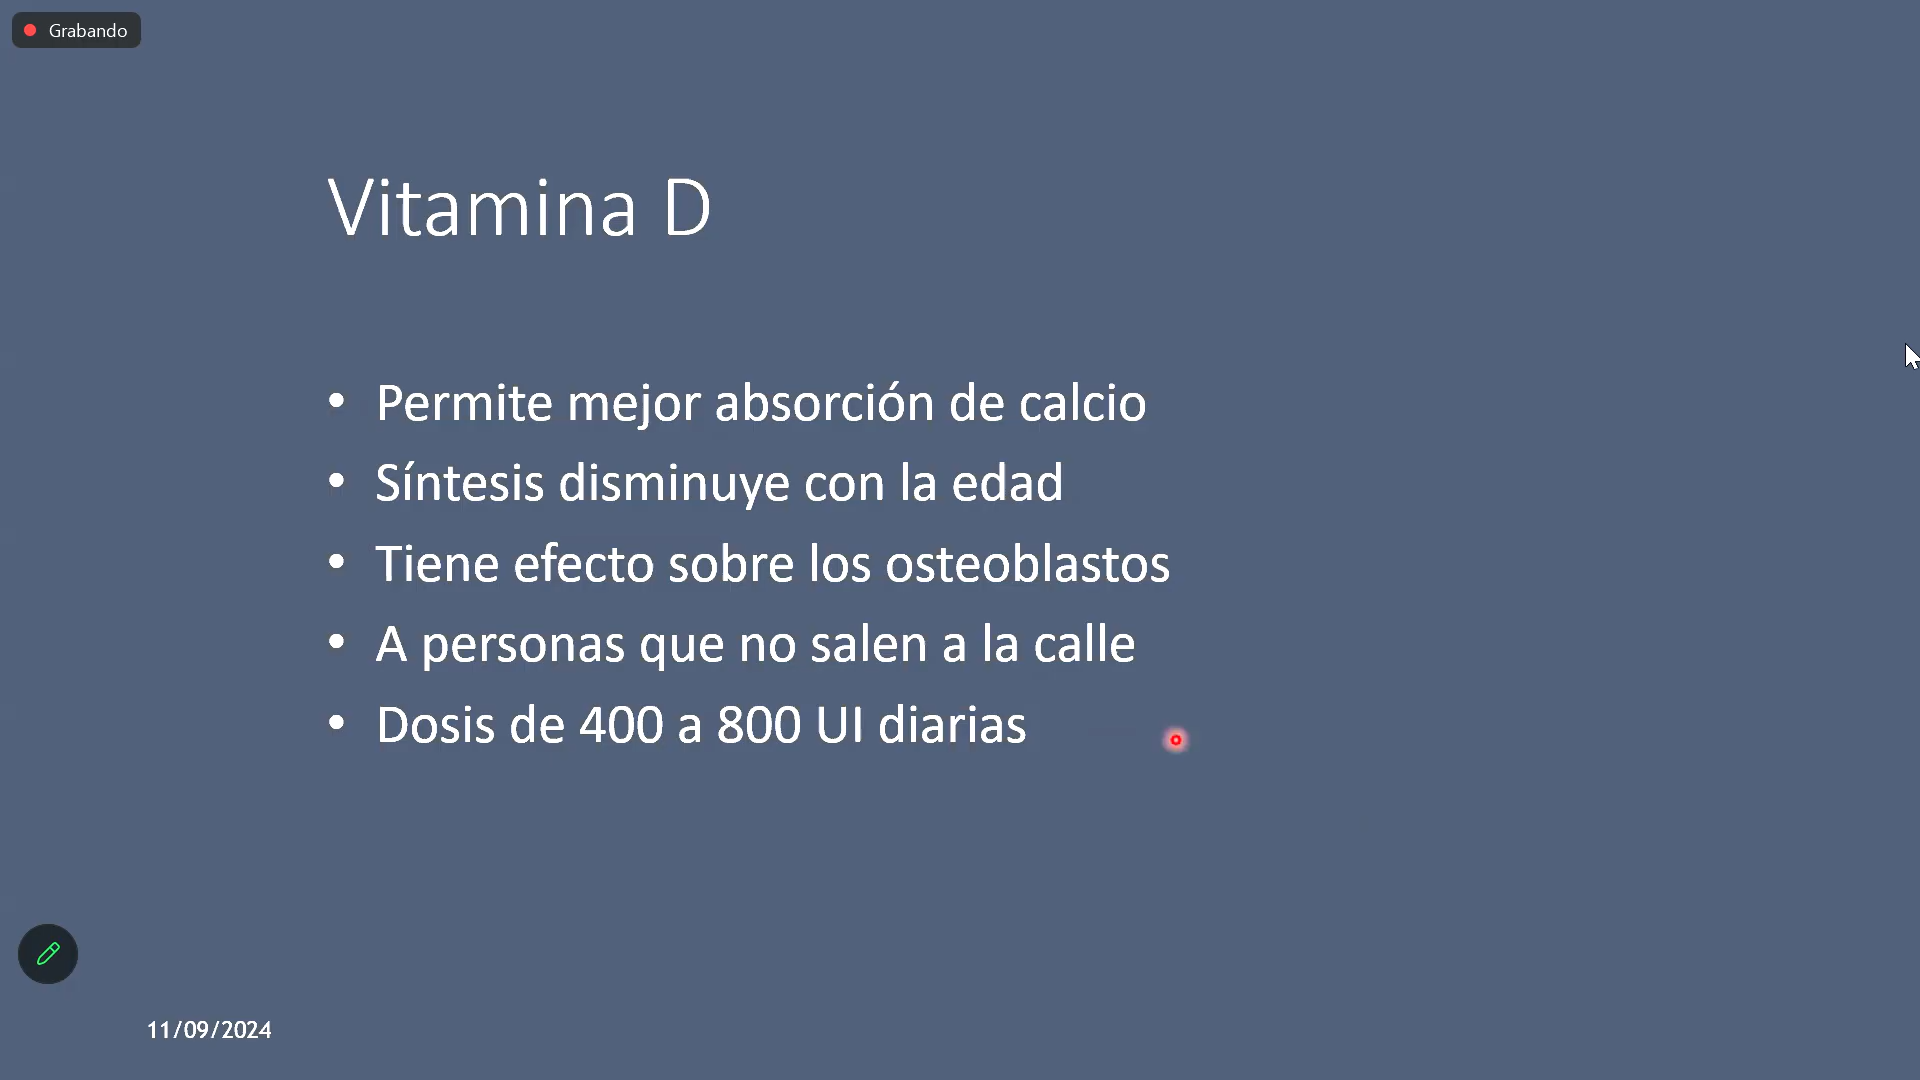 Grabando
Vitamina D
• Permite mejor absorción de calcio
• Síntesis disminuye con la edad
• Tiene efecto sobre los osteoblastos
• A personas que no salen a la calle
• Dosis de 400 a 800 UI diarias
11/09/2024